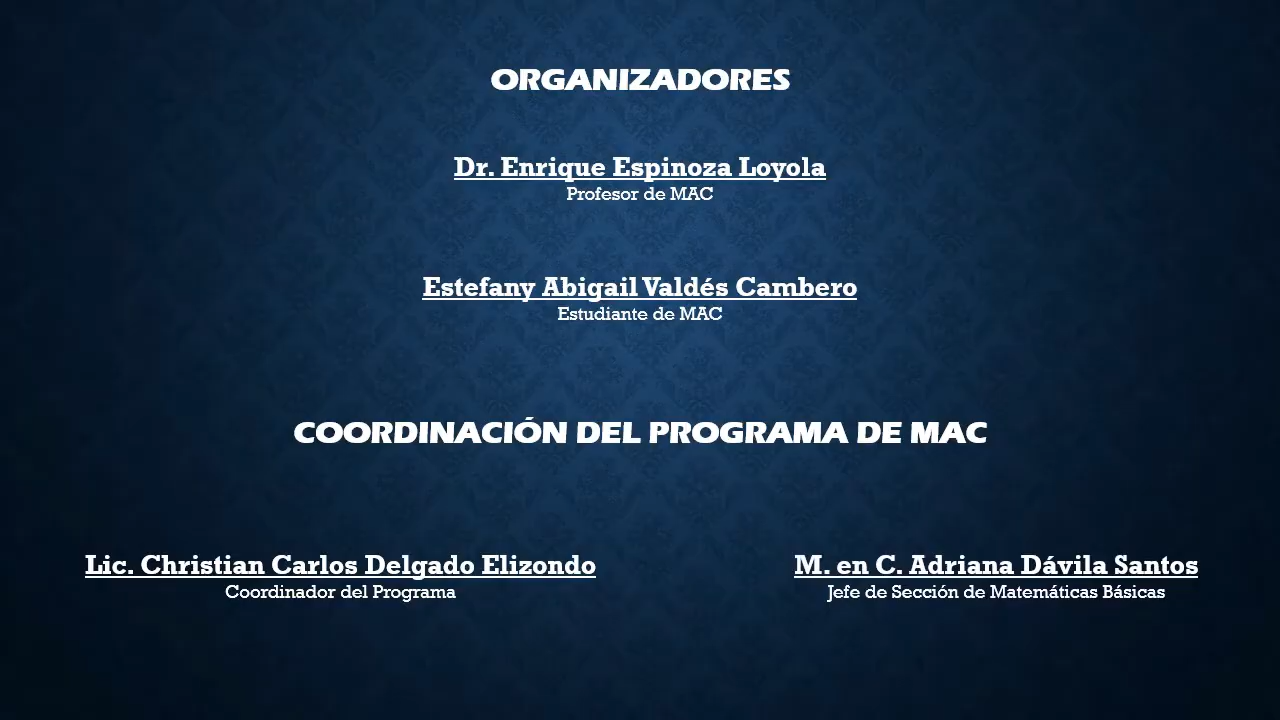 ORGANIZADORES
Dr. Enrique Espinoza Loyola
Profesor de MAC
Estefany Abigail Valdés Cambero
Estudiante de MAC
COORDINACIÓN DEL PROGRAMA DE MAC
Lic. Christian Carlos Delgado Elizondo
Coordinador del Programa
M. en C. Adriana Dávila Santos
Jefe de Sección de Matemáticas Básicas